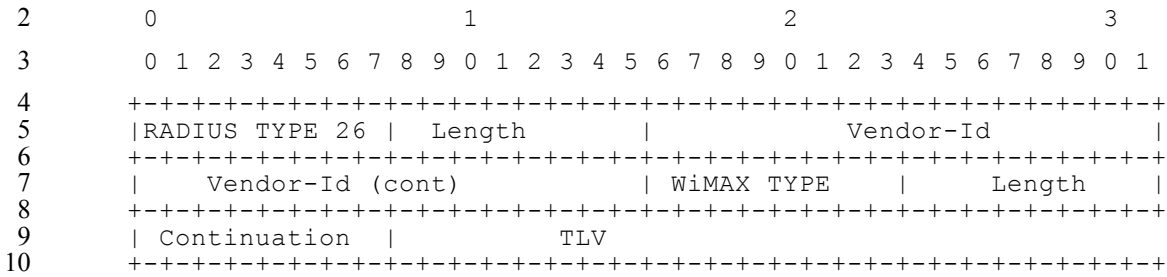 2 0                   1                   2                   3
3 0 1 2 3 4 5 6 7 8 9 0 1 2 3 4 5 6 7 8 9 0 1 2 3 4 5 6 7 8 9 0 1
4 +-+-+-+-+-+-+-+-+-+-+-+-+-+-+-+-+-+-+-+-+-+-+-+-+-+-+-+-+-+-+-+-+
5 |RADIUS TYPE 26 |  Length       |            Vendor-Id          |
6 +-+-+-+-+-+-+-+-+-+-+-+-+-+-+-+-+-+-+-+-+-+-+-+-+-+-+-+-+-+-+-+-+
7 |    Vendor-Id (cont)           | WiMAX TYPE    |     Length    |
8 +-+-+-+-+-+-+-+-+-+-+-+-+-+-+-+-+-+-+-+-+-+-+-+-+-+-+-+-+-+-+-+-+
9 | Continuation  |          TLV
10 +-+-+-+-+-+-+-+-+-+-+-+-+-+-+-+-+-+-+-+-+-+-+-+-+-+-+-+-+-+-+-+-+